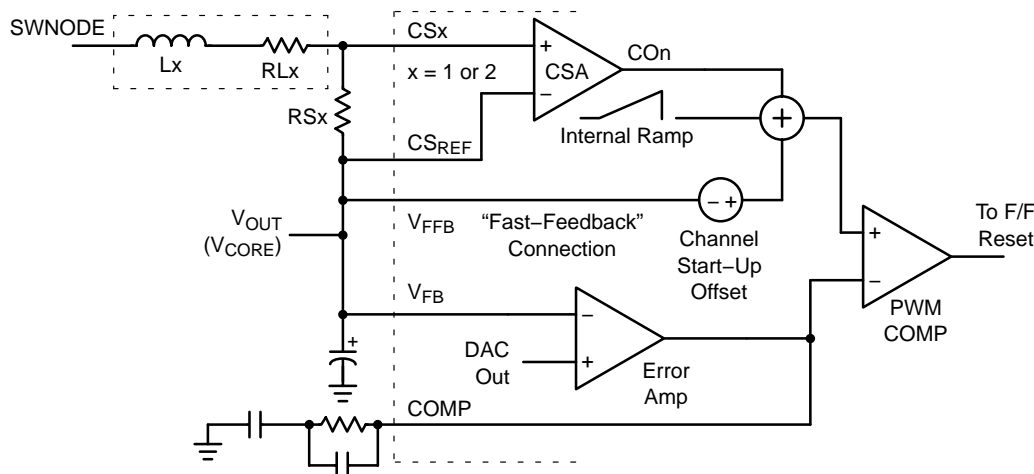 SWNODE
Lx
RLx
CSx
x = 1 or 2
CSA
COn
+
−
RSx
Internal Ramp
+
CSREF
VOUT
(VCORE)
VFFB
“Fast−Feedback”
Connection
− +
Channel
Start−Up
Offset
+
−
PWM
COMP
To F/F
Reset
VFB
−
+
DAC
Out
Error
Amp
+
COMP